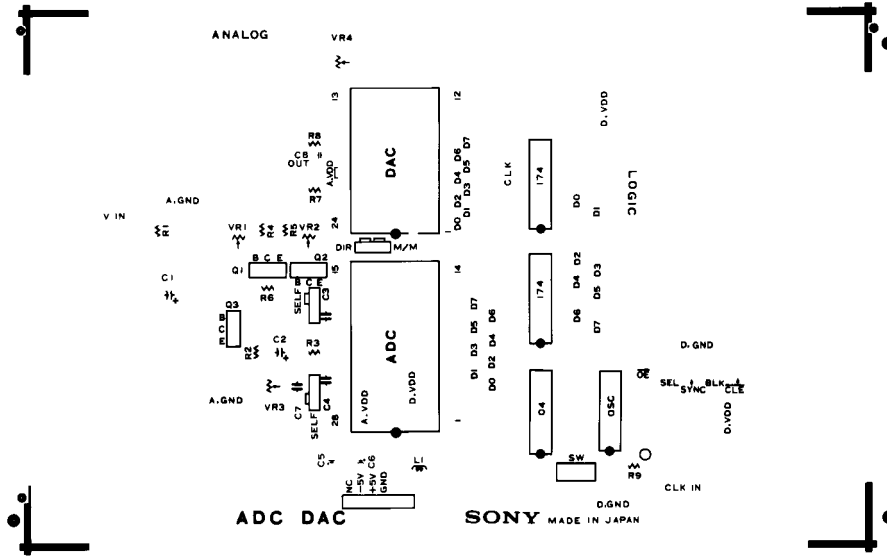 ANALOG
VR4
13
12
D.VDD
R8
C8
OUT
A.VDD
DAC
D7
D6
D5
D4
D3
D2
D1
D0
CLK
174
LOGIC
D0
D1
R7
A.GND
V IN
R1
VR1
R4
R5
VR2
24
1
DIR
M/M
B C E
Q1
Q2
B C E
15
14
C1
R6
SELF
C3
174
D2
D3
D4
D5
D6
D7
Q3
B
C
E
R2
C2
R3
ADC
D7
D6
D5
D4
D3
D2
D1
D0
D.GND
A.GND
VR3
C7
C4
SELF
28
A.VDD
D.VDD
1
04
OSC
OE
SEL
SYNC
BLK
CLE
D.VDD
C5
NC
-5V
+5V
C6
GND
L1
SW
R9
CLK IN
D.GND
ADC DAC
SONY MADE IN JAPAN